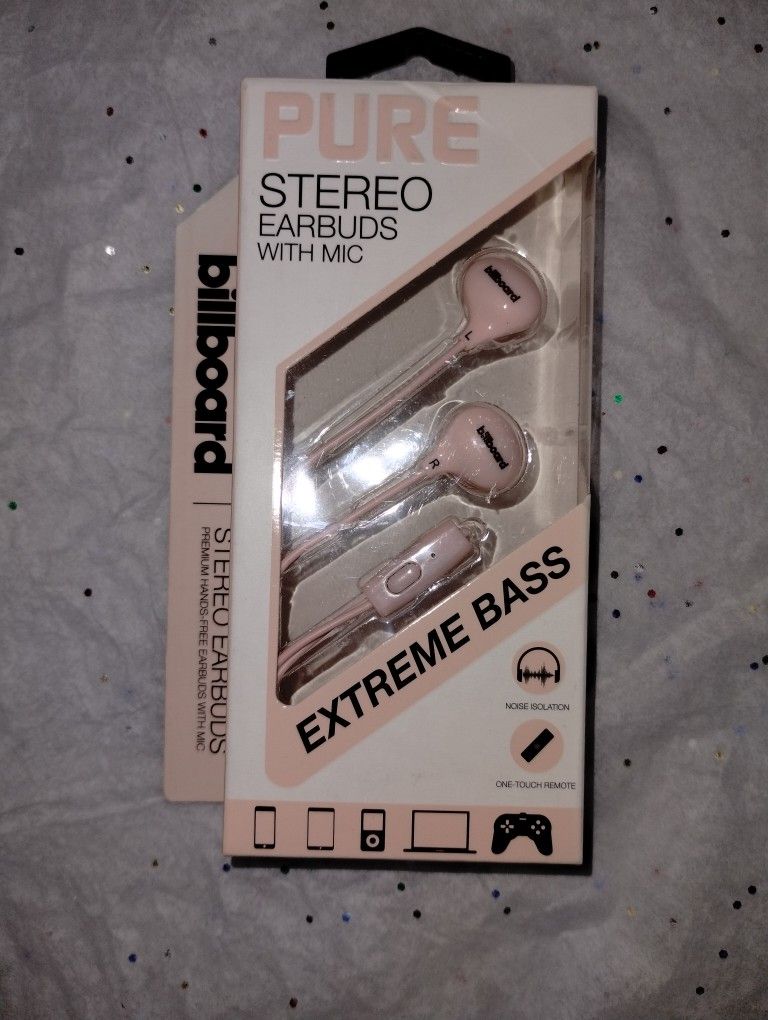 PURE
STEREO
EARBUDS
WITH MIC
billboard
L
billboard
R
EXTREME BASS
NOISE ISOLATION
ONE-TOUCH REMOTE
billboard
STEREO EARBUDS
PREMIUM HANDS-FREE EARBUDS WITH MIC